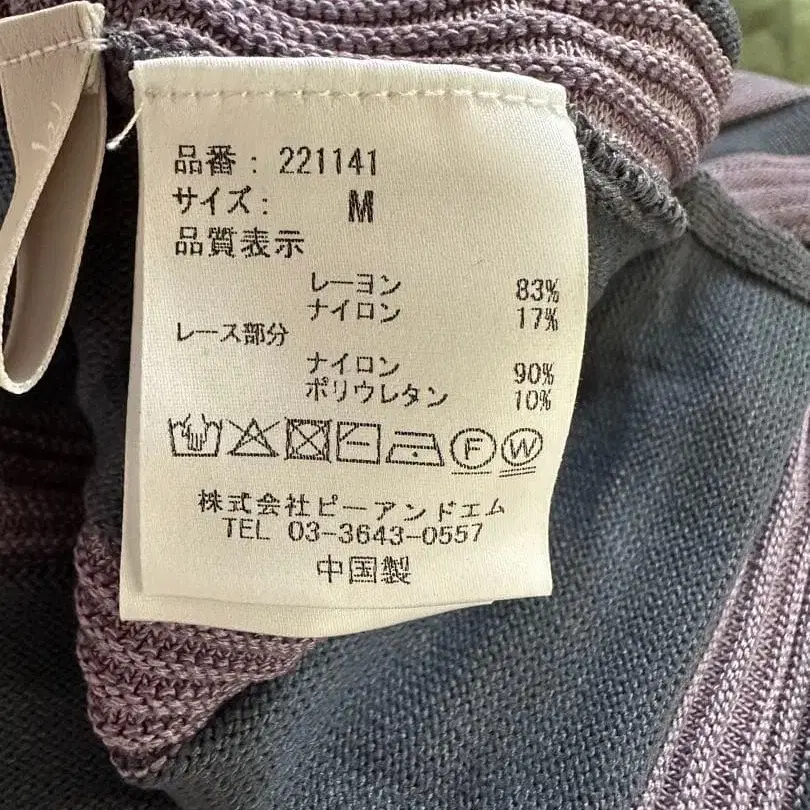 品番: 221141
サイズ: M
品質表示
レーヨン 83%
ナイロン 17%
レース部分
ナイロン 90%
ポリウレタン 10%
F W
株式会社ピーアンドエム
TEL 03-3643-0557
中国製